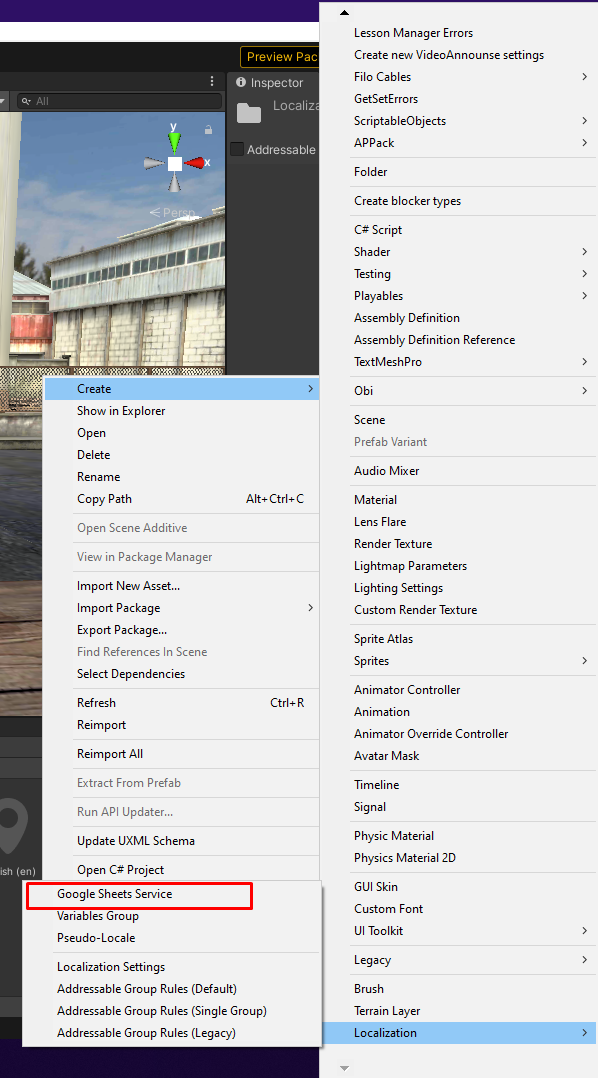 Preview Pac
Inspector
All
Localiza
Addressable
y
x
Persp
Create
Show in Explorer
Open
Delete
Rename
Copy Path Alt+Ctrl+C
Open Scene Additive
View in Package Manager
Import New Asset...
Import Package
Export Package...
Find References In Scene
Select Dependencies
Refresh Ctrl+R
Reimport
Reimport All
Extract From Prefab
Run API Updater...
Update UXML Schema
Open C# Project
ish (en)
Google Sheets Service
Variables Group
Pseudo-Locale
Localization Settings
Addressable Group Rules (Default)
Addressable Group Rules (Single Group)
Addressable Group Rules (Legacy)
Lesson Manager Errors
Create new VideoAnnounse settings
Filo Cables
GetSetErrors
ScriptableObjects
APPack
Folder
Create blocker types
C# Script
Shader
Testing
Playables
Assembly Definition
Assembly Definition Reference
TextMeshPro
Obi
Scene
Prefab Variant
Audio Mixer
Material
Lens Flare
Render Texture
Lightmap Parameters
Lighting Settings
Custom Render Texture
Sprite Atlas
Sprites
Animator Controller
Animation
Animator Override Controller
Avatar Mask
Timeline
Signal
Physic Material
Physics Material 2D
GUI Skin
Custom Font
UI Toolkit
Legacy
Brush
Terrain Layer
Localization